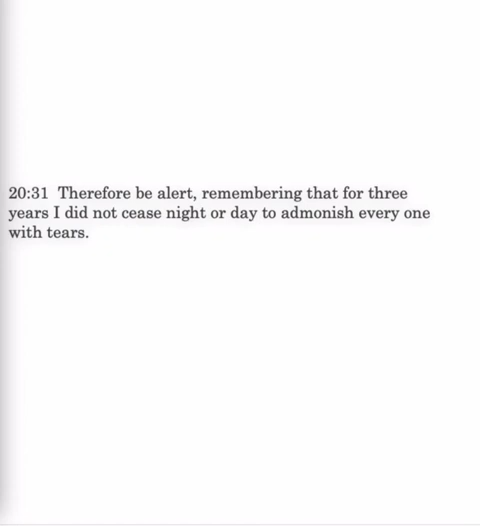 20:31 Therefore be alert, remembering that for three
years I did not cease night or day to admonish every one
with tears.